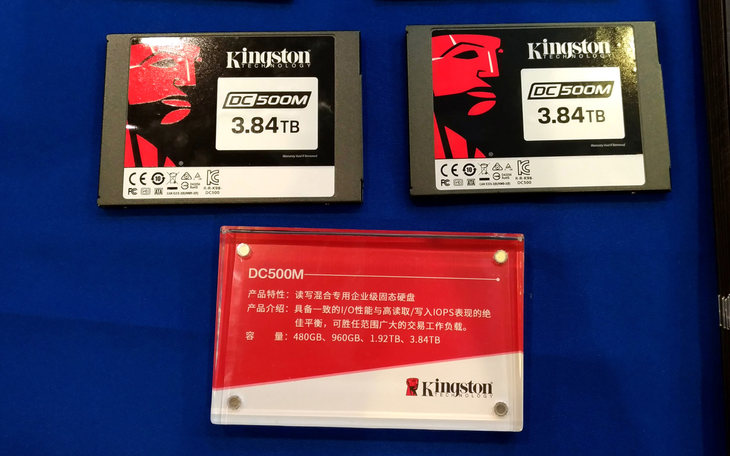 Kingston
TECHNOLOGY
DC500M
3.84TB
Kingston
TECHNOLOGY
DC500M
3.84TB
DC500M
产品特性：读写混合专用企业级固态硬盘
产品介绍：具备一致的I/O性能与高读取/写入IOPS表现的绝
佳平衡，可胜任范围广大的交易工作负载。
容 量：480GB、960GB、1.92TB、3.84TB
Kingston
TECHNOLOGY